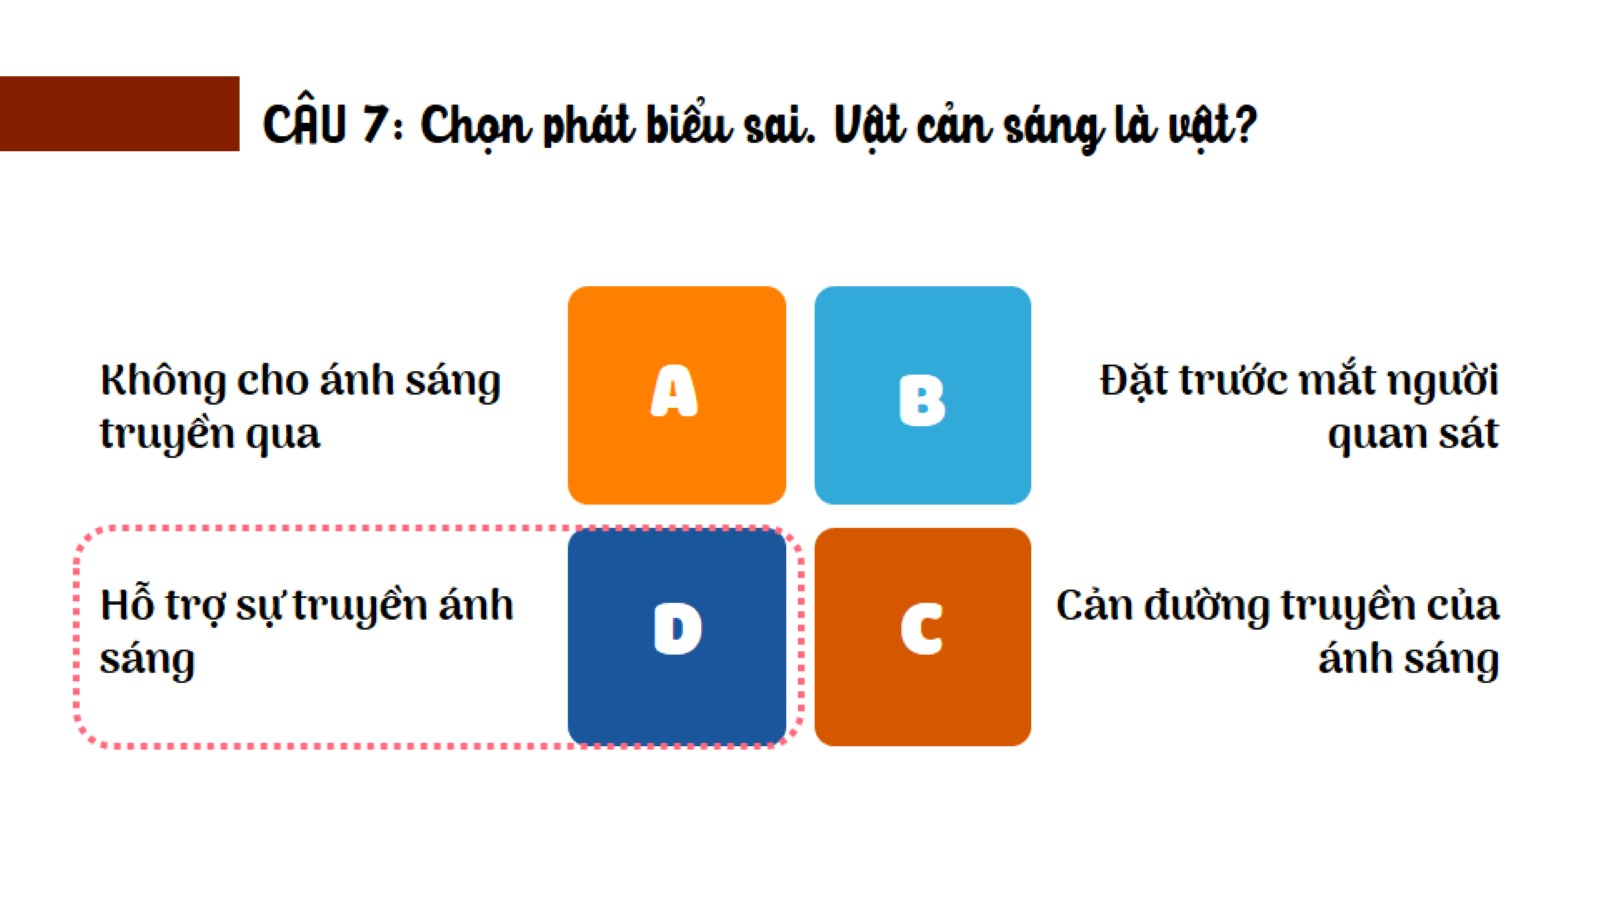 CÂU 7: Chọn phát biểu sai. Vật cản sáng là vật?
Không cho ánh sáng
truyền qua
A
B
Đặt trước mắt người
quan sát
Hỗ trợ sự truyền ánh
sáng
D
C
Cản đường truyền của
ánh sáng